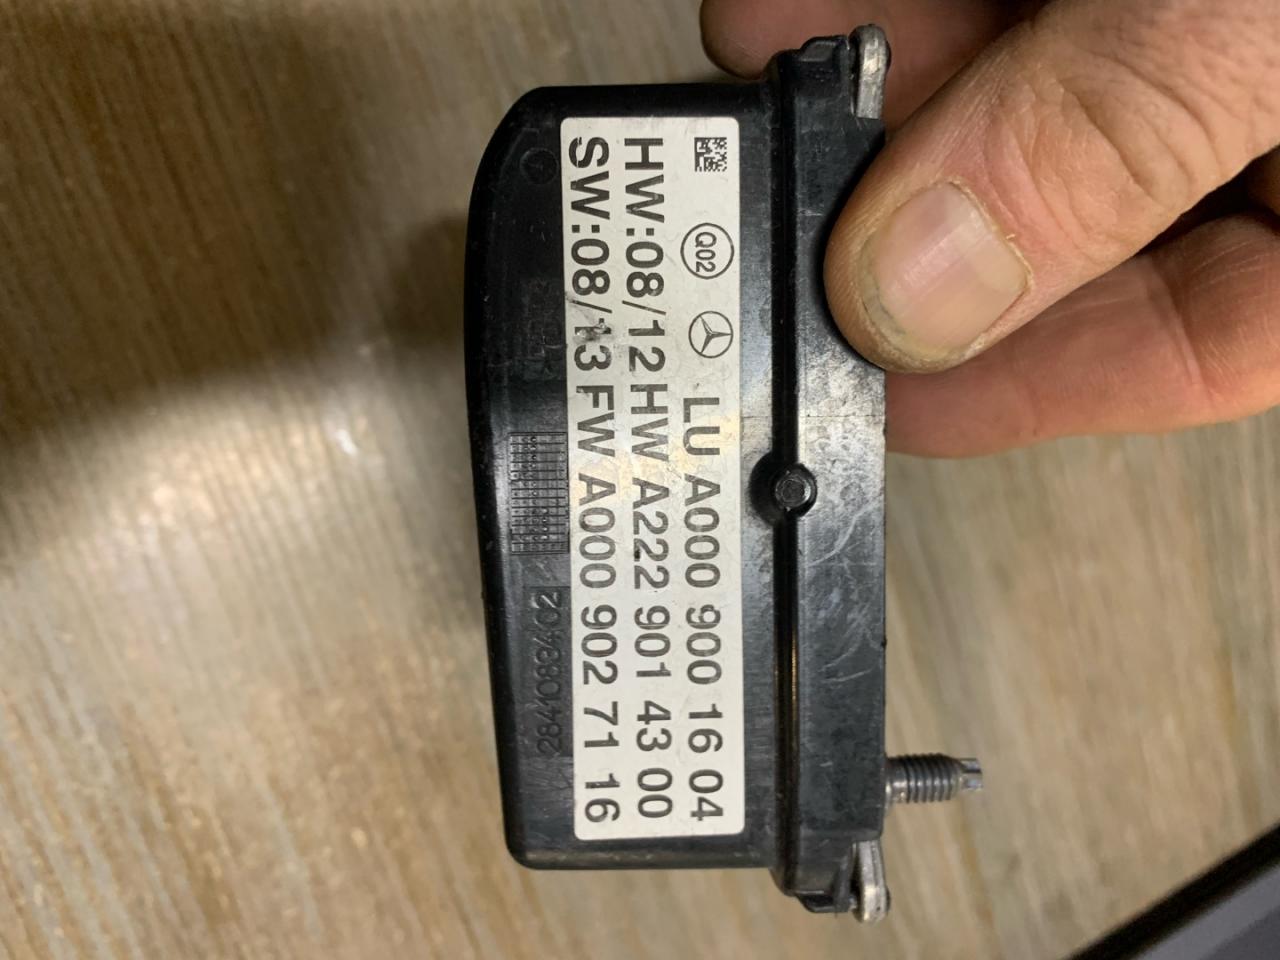 Q02 LU A000 900 16 04
HW:08/12 HW A222 901 43 00
SW:08/13 FW A000 902 71 16
2841083402